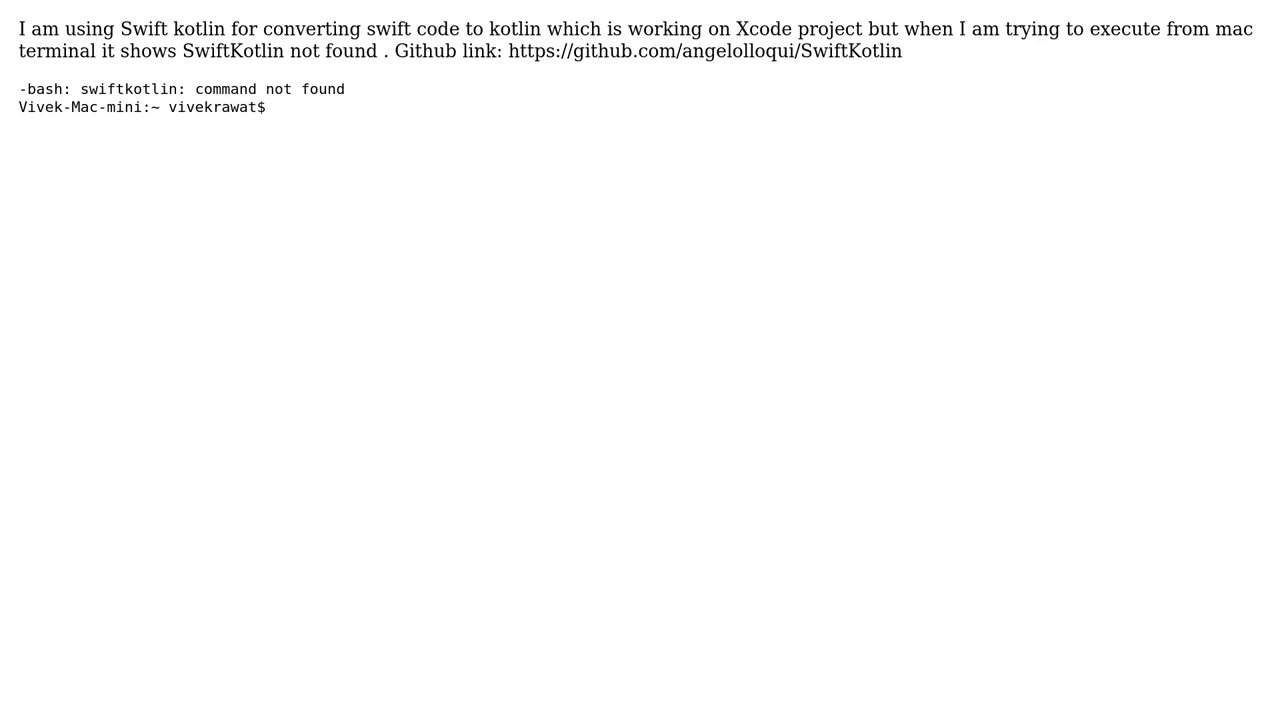 I am using Swift kotlin for converting swift code to kotlin which is working on Xcode project but when I am trying to execute from mac
terminal it shows SwiftKotlin not found . Github link: https://github.com/angelolloqui/SwiftKotlin
-bash: swiftkotlin: command not found
Vivek-Mac-mini:~ vivekrawat$